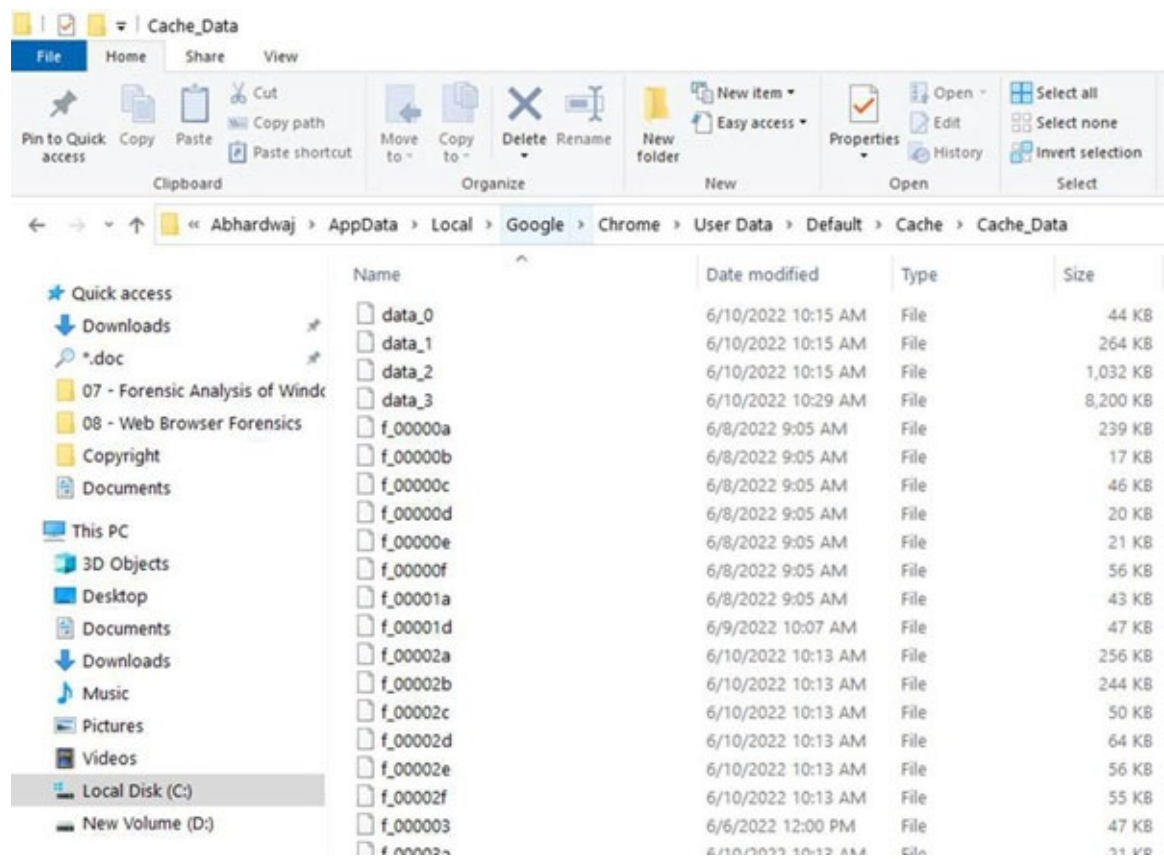 Cache_Data
File Home Share View
Pin to Quick access
Copy
Paste
Cut
Copy path
Paste shortcut
Clipboard
Move to
Copy to
Delete
Rename
Organize
New folder
New item
Easy access
New
Properties
Open
Edit
History
Open
Select all
Select none
Invert selection
Select
« Abhardwaj > AppData > Local > Google > Chrome > User Data > Default > Cache > Cache_Data
Quick access
Downloads
*.doc
07 - Forensic Analysis of Windo
08 - Web Browser Forensics
Copyright
Documents
This PC
3D Objects
Desktop
Documents
Downloads
Music
Pictures
Videos
Local Disk (C:)
New Volume (D:)
Name Date modified Type Size
data_0 6/10/2022 10:15 AM File 44 KB
data_1 6/10/2022 10:15 AM File 264 KB
data_2 6/10/2022 10:15 AM File 1,032 KB
data_3 6/10/2022 10:29 AM File 8,200 KB
f_00000a 6/8/2022 9:05 AM File 239 KB
f_00000b 6/8/2022 9:05 AM File 17 KB
f_00000c 6/8/2022 9:05 AM File 46 KB
f_00000d 6/8/2022 9:05 AM File 20 KB
f_00000e 6/8/2022 9:05 AM File 21 KB
f_00000f 6/8/2022 9:05 AM File 56 KB
f_00001a 6/8/2022 9:05 AM File 43 KB
f_00001d 6/9/2022 10:07 AM File 47 KB
f_00002a 6/10/2022 10:13 AM File 256 KB
f_00002b 6/10/2022 10:13 AM File 244 KB
f_00002c 6/10/2022 10:13 AM File 50 KB
f_00002d 6/10/2022 10:13 AM File 64 KB
f_00002e 6/10/2022 10:13 AM File 56 KB
f_00002f 6/10/2022 10:13 AM File 55 KB
f_000003 6/6/2022 12:00 PM File 47 KB
f_00003a 6/10/2022 10:13 AM File 21 KB